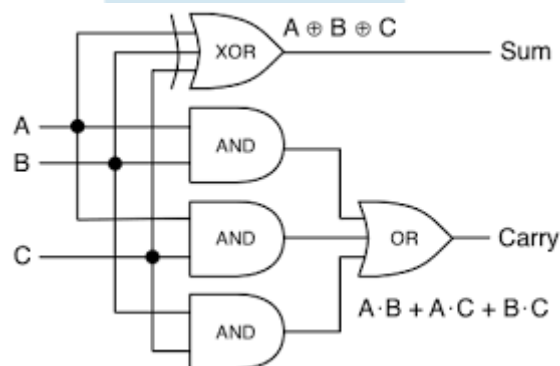 A ⊕ B ⊕ C
XOR
Sum
A
AND
B
AND
OR
Carry
C
A·B + A·C + B·C
AND